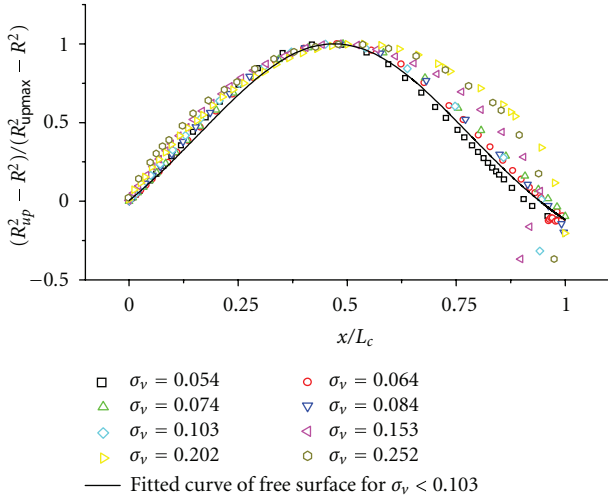 (R²up − R²)/(R²upmax − R²)
1
0.5
0
−0.5
0 0.25 0.5 0.75 1
x/Lc
σv = 0.054 σv = 0.064
σv = 0.074 σv = 0.084
σv = 0.103 σv = 0.153
σv = 0.202 σv = 0.252
Fitted curve of free surface for σv < 0.103